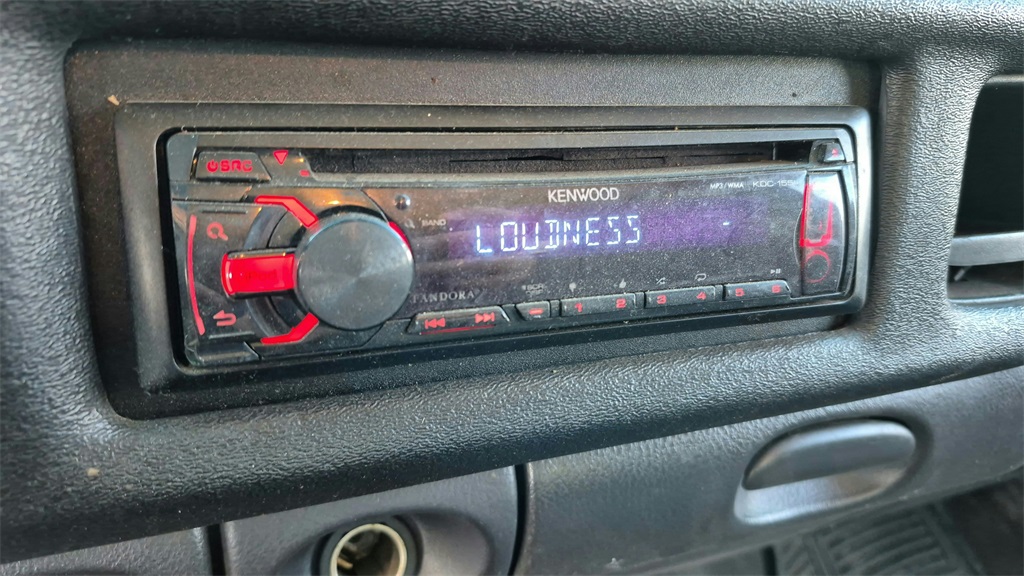 SRC
KENWOOD
MP3/WMA
BAND
LOUDNESS
PANDORA
1 2 3 4 5 6